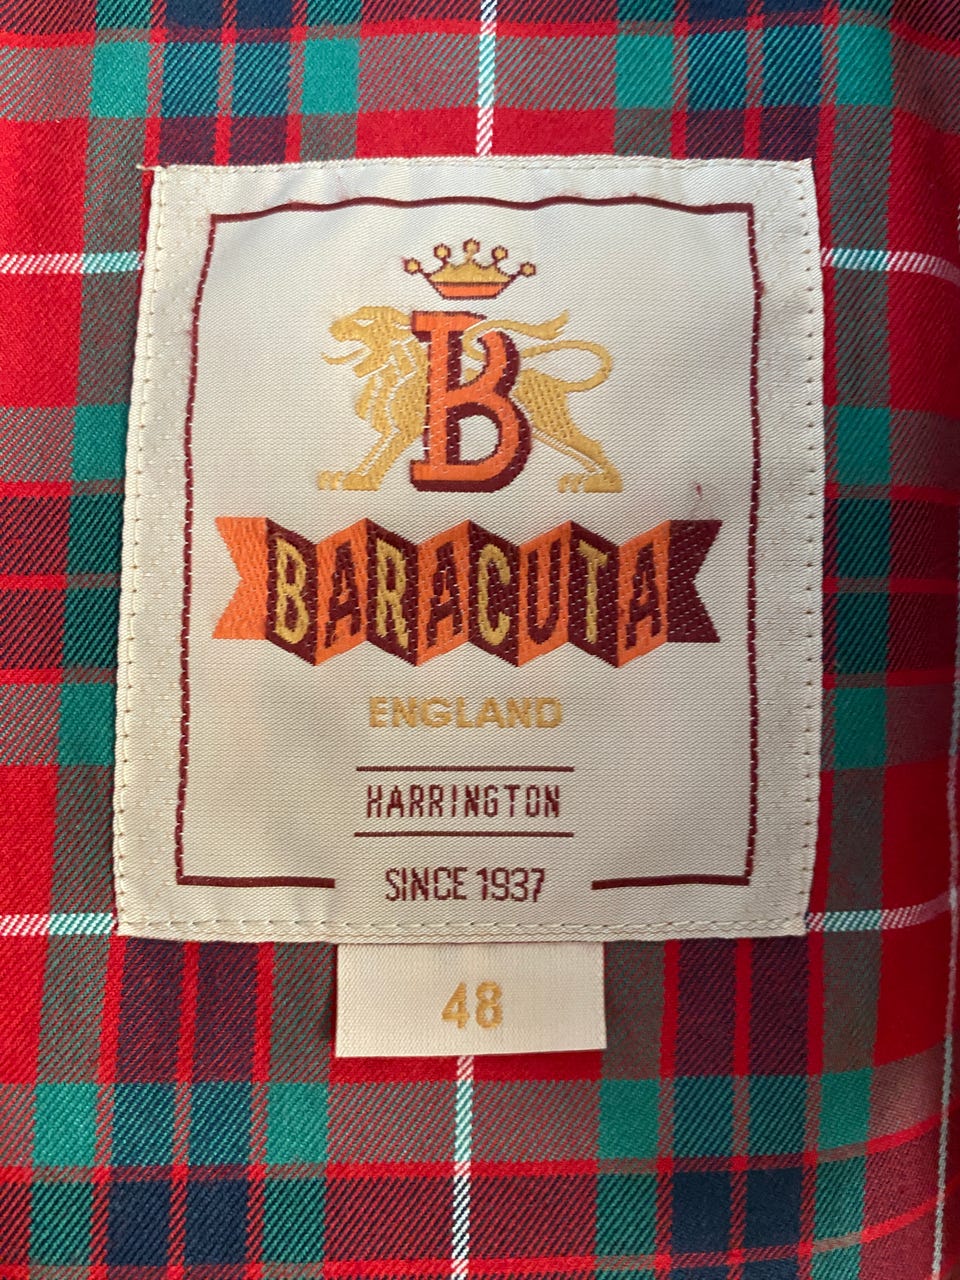 B
BARACUTA
ENGLAND
HARRINGTON
SINCE 1937
48